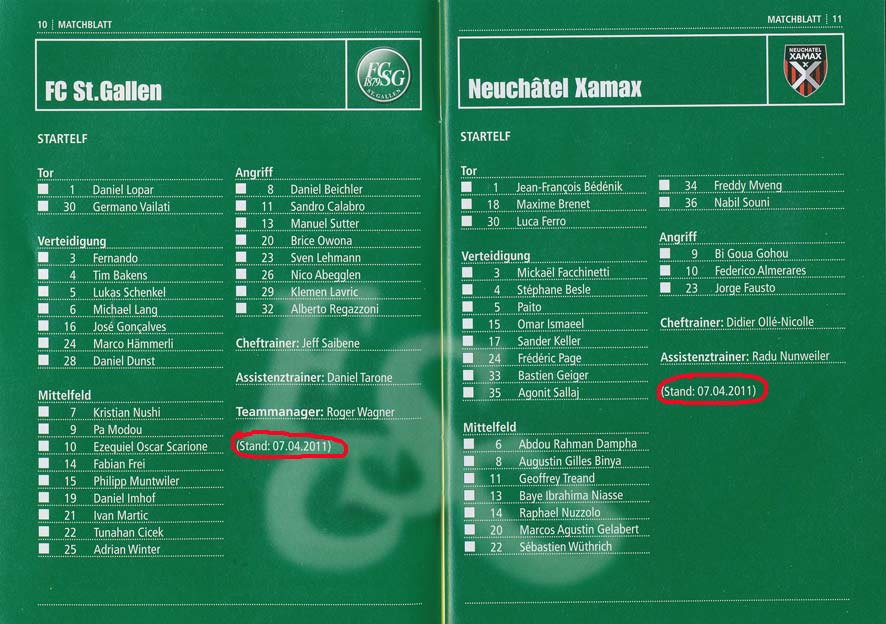 10 | MATCHBLATT
FC St.Gallen
FCSG
1879
ST. GALLEN
STARTELF
Tor
1 Daniel Lopar
30 Germano Vailati
Verteidigung
3 Fernando
4 Tim Bakens
5 Lukas Schenkel
6 Michael Lang
16 José Gonçalves
24 Marco Hämmerli
28 Daniel Dunst
Mittelfeld
7 Kristian Nushi
9 Pa Modou
10 Ezequiel Oscar Scarione
14 Fabian Frei
15 Philipp Muntwiler
19 Daniel Imhof
21 Ivan Martic
22 Tunahan Cicek
25 Adrian Winter
Angriff
8 Daniel Beichler
11 Sandro Calabro
13 Manuel Sutter
20 Brice Owona
23 Sven Lehmann
26 Nico Abegglen
29 Klemen Lavric
32 Alberto Regazzoni
Cheftrainer: Jeff Saibene
Assistenztrainer: Daniel Tarone
Teammanager: Roger Wagner
(Stand: 07.04.2011)
MATCHBLATT | 11
Neuchâtel Xamax
NEUCHATEL
XAMAX
STARTELF
Tor
1 Jean-François Bédénik
18 Maxime Brenet
30 Luca Ferro
Verteidigung
3 Mickaël Facchinetti
4 Stéphane Besle
5 Paito
15 Omar Ismaeel
17 Sander Keller
24 Frédéric Page
33 Bastien Geiger
35 Agonit Sallaj
Mittelfeld
6 Abdou Rahman Dampha
8 Augustin Gilles Binya
11 Geoffrey Treand
13 Baye Ibrahima Niasse
14 Raphael Nuzzolo
20 Marcos Agustin Gelabert
22 Sébastien Wüthrich
34 Freddy Mveng
36 Nabil Souni
Angriff
9 Bi Goua Gohou
10 Federico Almerares
23 Jorge Fausto
Cheftrainer: Didier Ollé-Nicolle
Assistenztrainer: Radu Nunweiler
(Stand: 07.04.2011)